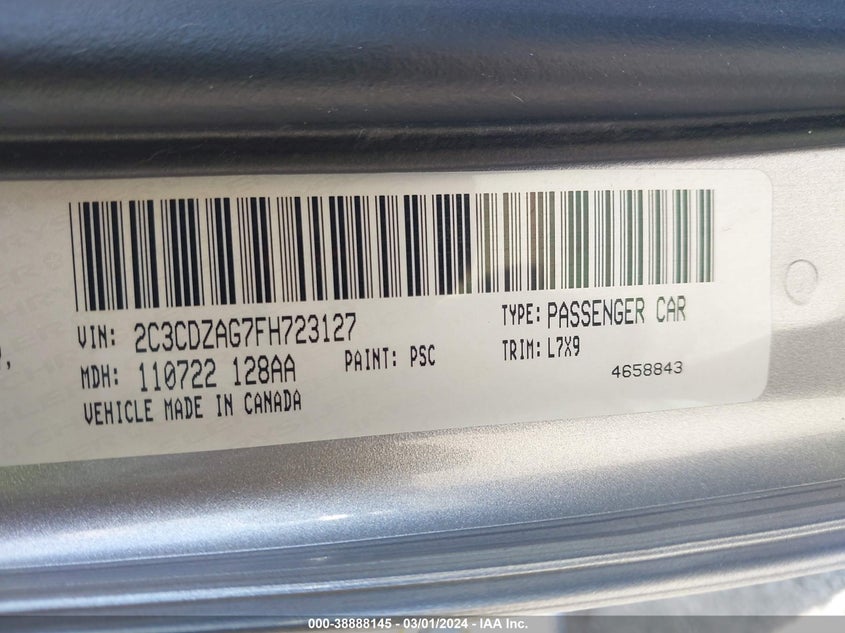 VIN: 2C3CDZAG7FH723127 TYPE: PASSENGER CAR
MDH: 110722 128AA PAINT: PSC TRIM: L7X9
VEHICLE MADE IN CANADA 4658843
000-38888145 - 03/01/2024 - IAA Inc.